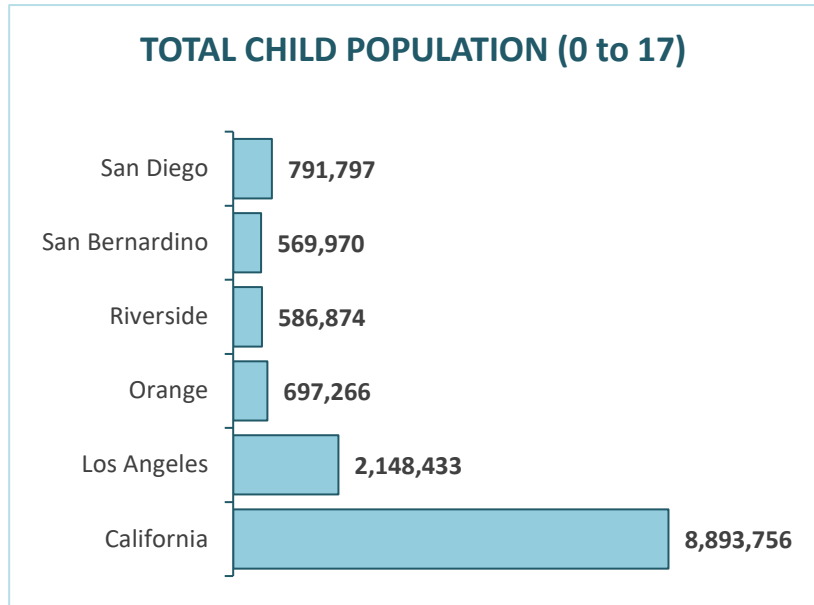 TOTAL CHILD POPULATION (0 to 17)
San Diego 791,797
San Bernardino 569,970
Riverside 586,874
Orange 697,266
Los Angeles 2,148,433
California 8,893,756